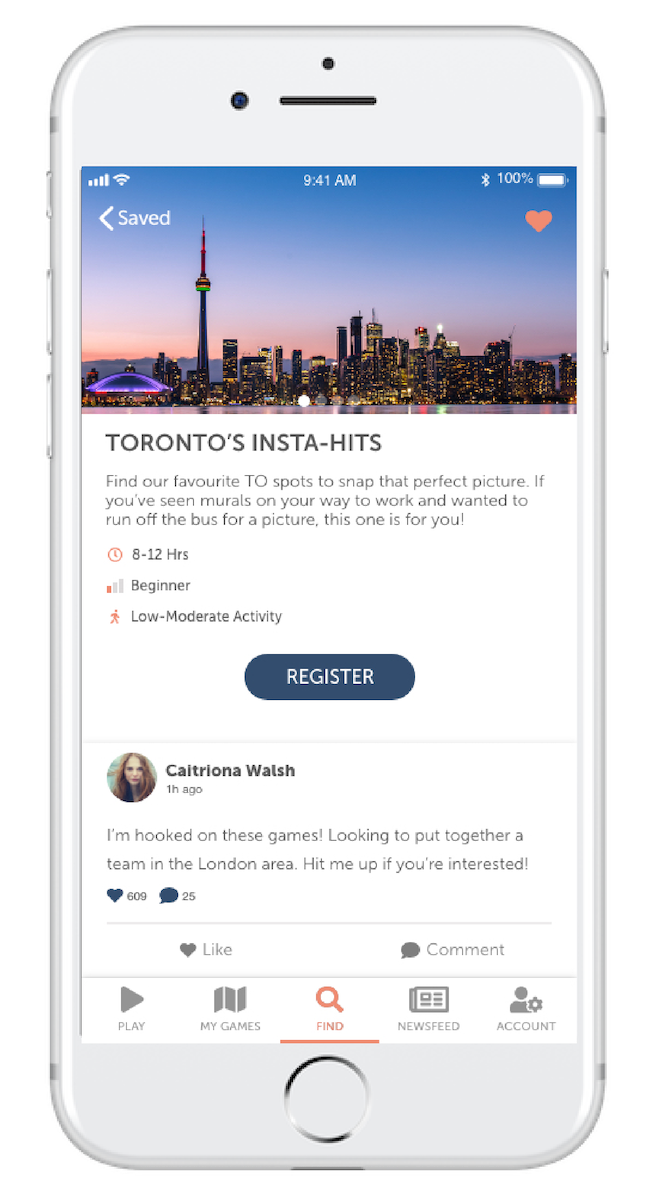 9:41 AM
100%
Saved
TORONTO'S INSTA-HITS
Find our favourite TO spots to snap that perfect picture. If
you've seen murals on your way to work and wanted to
run off the bus for a picture, this one is for you!
8-12 Hrs
Beginner
Low-Moderate Activity
REGISTER
Caitriona Walsh
1h ago
I'm hooked on these games! Looking to put together a
team in the London area. Hit me up if you're interested!
609 25
Like Comment
PLAY MY GAMES FIND NEWSFEED ACCOUNT